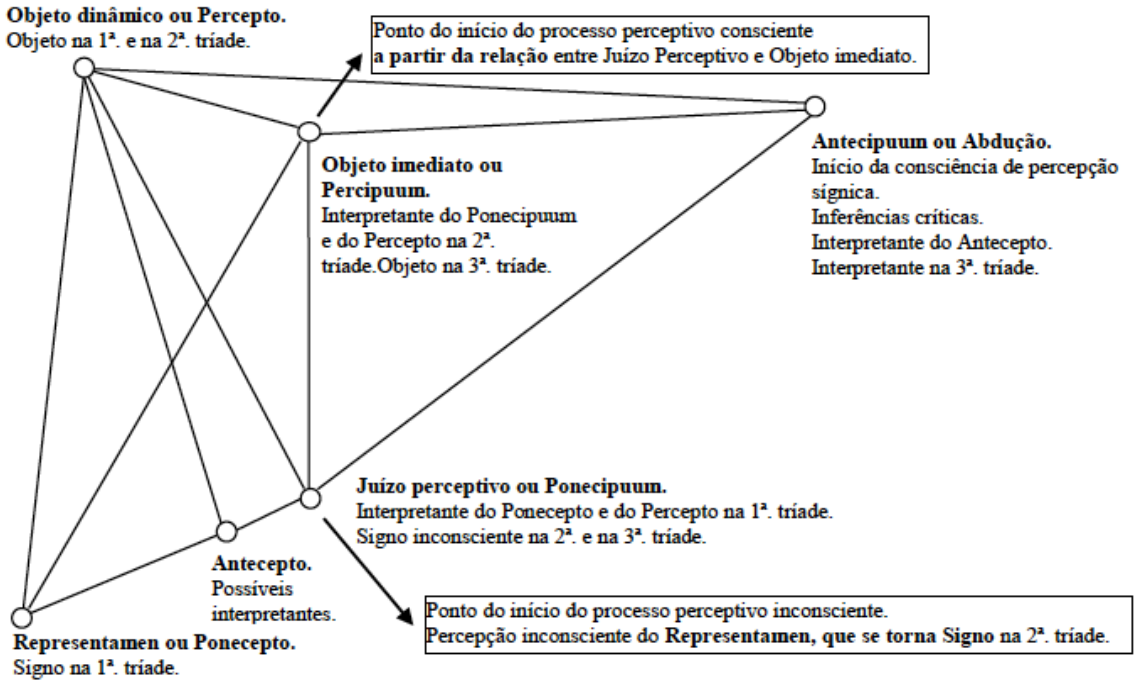 Objeto dinâmico ou Percepto.
Objeto na 1ª. e na 2ª. tríade.
Ponto do início do processo perceptivo consciente
a partir da relação entre Juízo Perceptivo e Objeto imediato.
Antecipuum ou Abdução.
Início da consciência de percepção
sígnica.
Inferências críticas.
Interpretante do Antecepto.
Interpretante na 3ª. tríade.
Objeto imediato ou
Percipuum.
Interpretante do Ponecipuum
e do Percepto na 2ª.
tríade.Objeto na 3ª. tríade.
Juízo perceptivo ou Ponecipuum.
Interpretante do Ponecepto e do Percepto na 1ª. tríade.
Signo inconsciente na 2ª. e na 3ª. tríade.
Antecepto.
Possíveis
interpretantes.
Ponto do início do processo perceptivo inconsciente.
Percepção inconsciente do Representamen, que se torna Signo na 2ª. tríade.
Representamen ou Ponecepto.
Signo na 1ª. tríade.